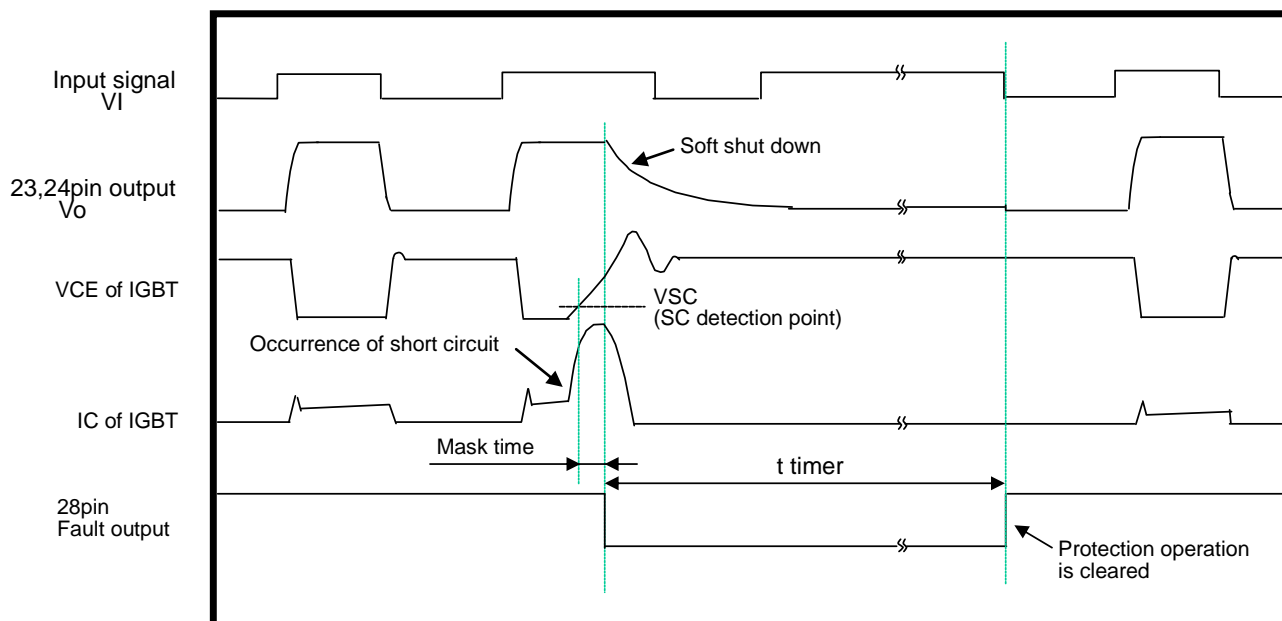 Input signal
VI
Soft shut down
23,24pin output
Vo
VCE of IGBT
VSC
(SC detection point)
Occurrence of short circuit
IC of IGBT
Mask time
t timer
28pin
Fault output
Protection operation
is cleared